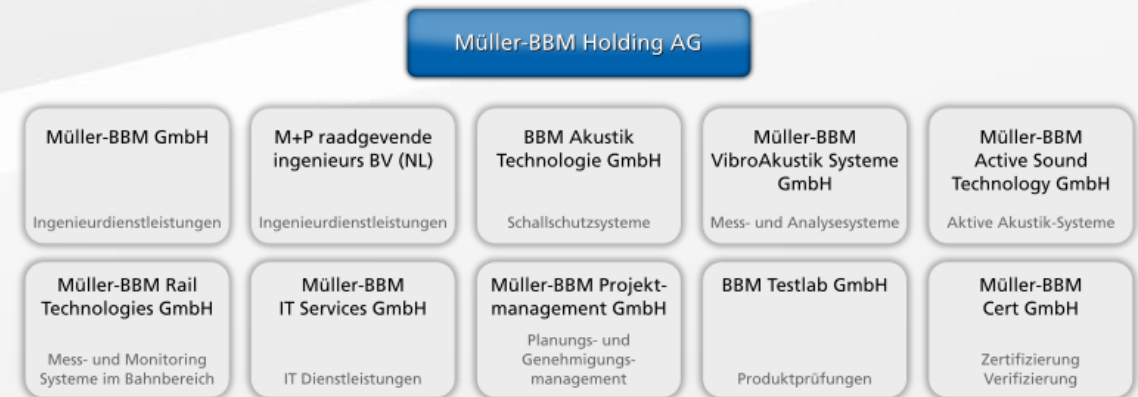 Müller-BBM Holding AG
Müller-BBM GmbH
Ingenieurdienstleistungen
M+P raadgevende
ingenieurs BV (NL)
Ingenieurdienstleistungen
BBM Akustik
Technologie GmbH
Schallschutzsysteme
Müller-BBM
VibroAkustik Systeme
GmbH
Mess- und Analysesysteme
Müller-BBM
Active Sound
Technology GmbH
Aktive Akustik-Systeme
Müller-BBM Rail
Technologies GmbH
Mess- und Monitoring
Systeme im Bahnbereich
Müller-BBM
IT Services GmbH
IT Dienstleistungen
Müller-BBM Projekt-
management GmbH
Planungs- und
Genehmigungs-
management
BBM Testlab GmbH
Produktprüfungen
Müller-BBM
Cert GmbH
Zertifizierung
Verifizierung